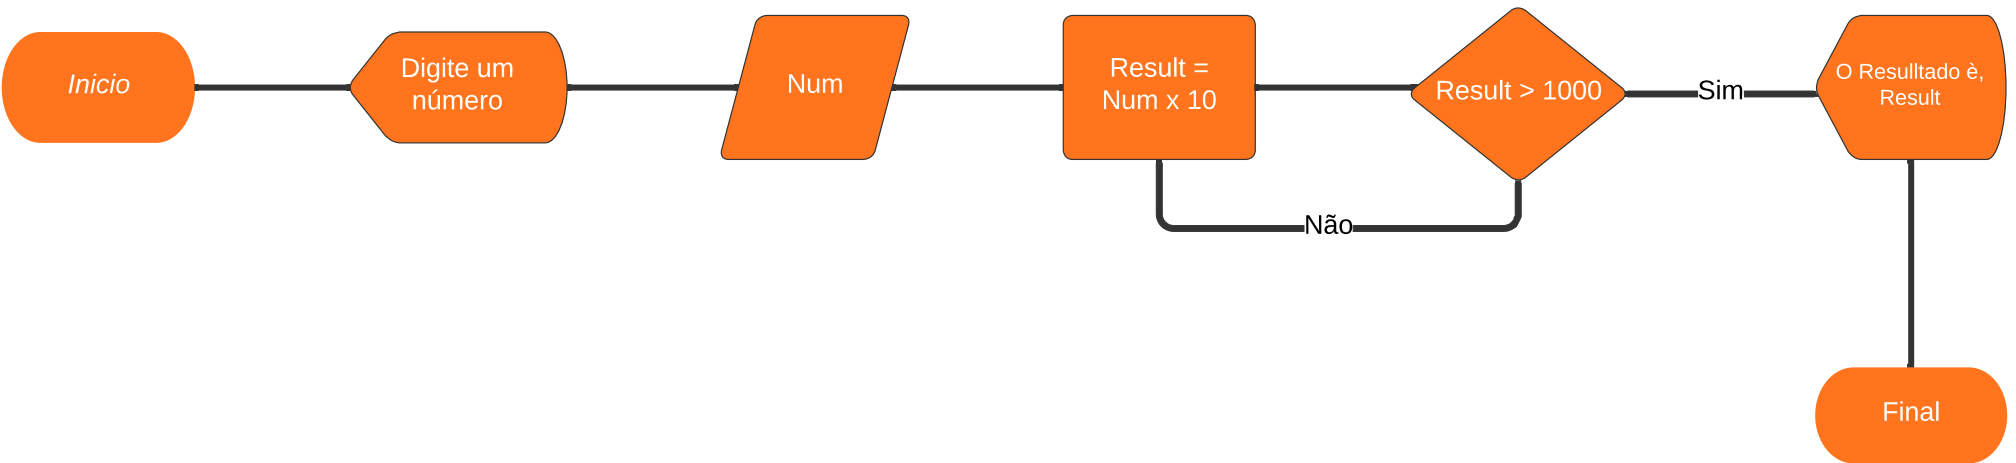 Inicio
Digite um
número
Num
Result =
Num x 10
Result > 1000
Sim
O Resulltado è,
Result
Não
Final